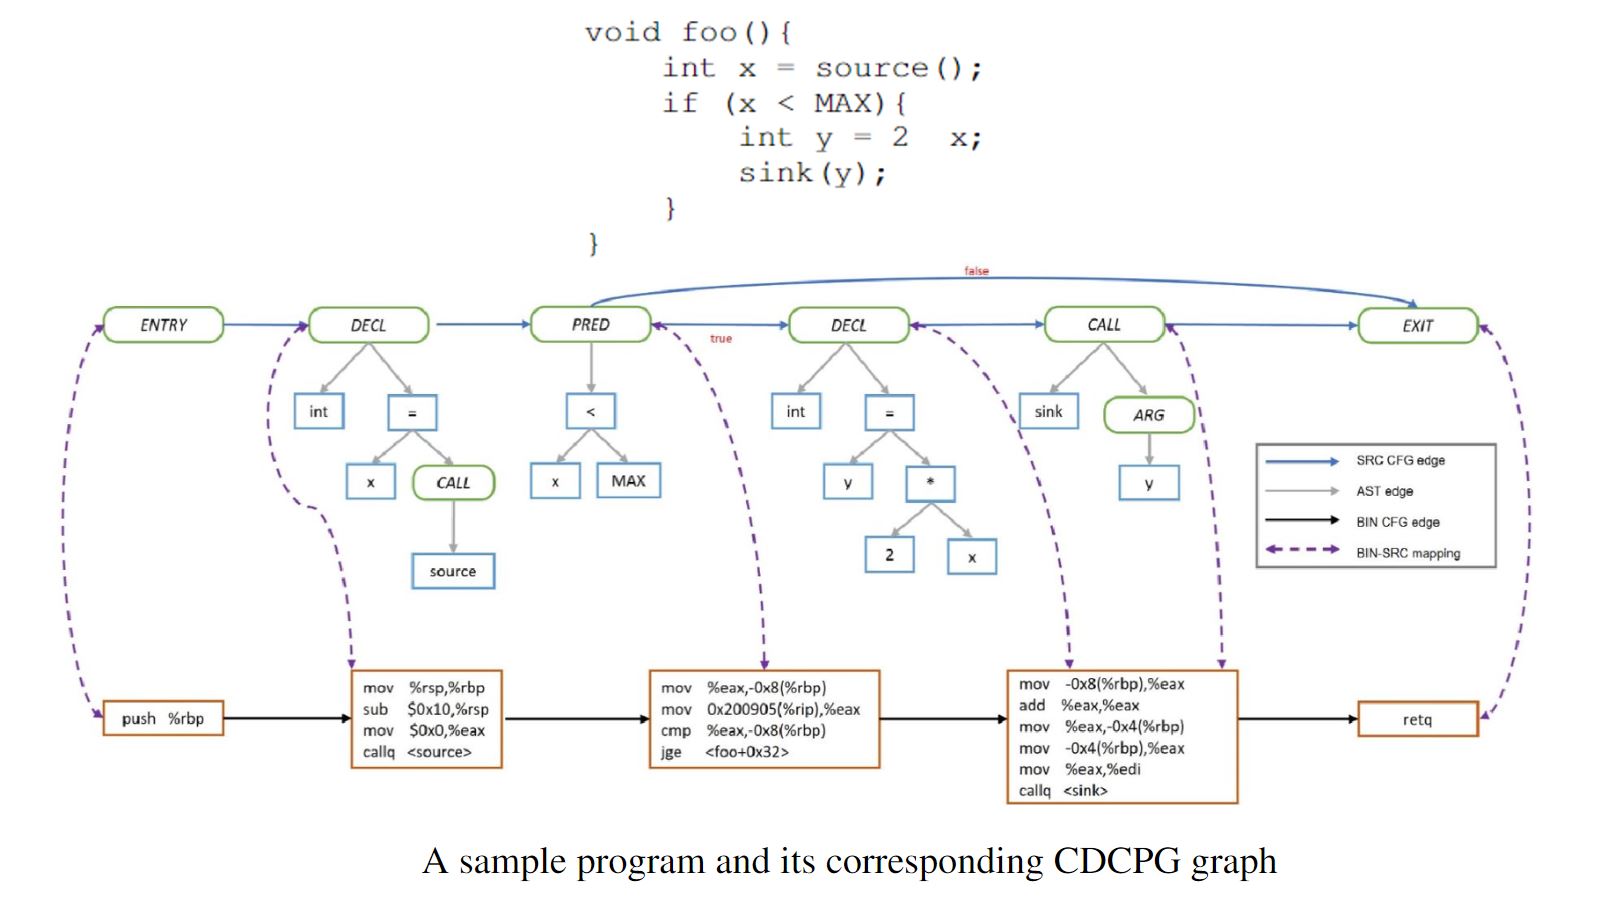 void foo(){
int x = source();
if (x < MAX){
int y = 2 x;
sink(y);
}
}
false
ENTRY DECL PRED DECL CALL EXIT
true
int = < int = sink ARG
x CALL x MAX y * y
source 2 x
SRC CFG edge
AST edge
BIN CFG edge
BIN-SRC mapping
push %rbp
mov %rsp,%rbp
sub $0x10,%rsp
mov $0x0,%eax
callq <source>
mov %eax,-0x8(%rbp)
mov 0x200905(%rip),%eax
cmp %eax,-0x8(%rbp)
jge <foo+0x32>
mov -0x8(%rbp),%eax
add %eax,%eax
mov %eax,-0x4(%rbp)
mov -0x4(%rbp),%eax
mov %eax,%edi
callq <sink>
retq
A sample program and its corresponding CDCPG graph